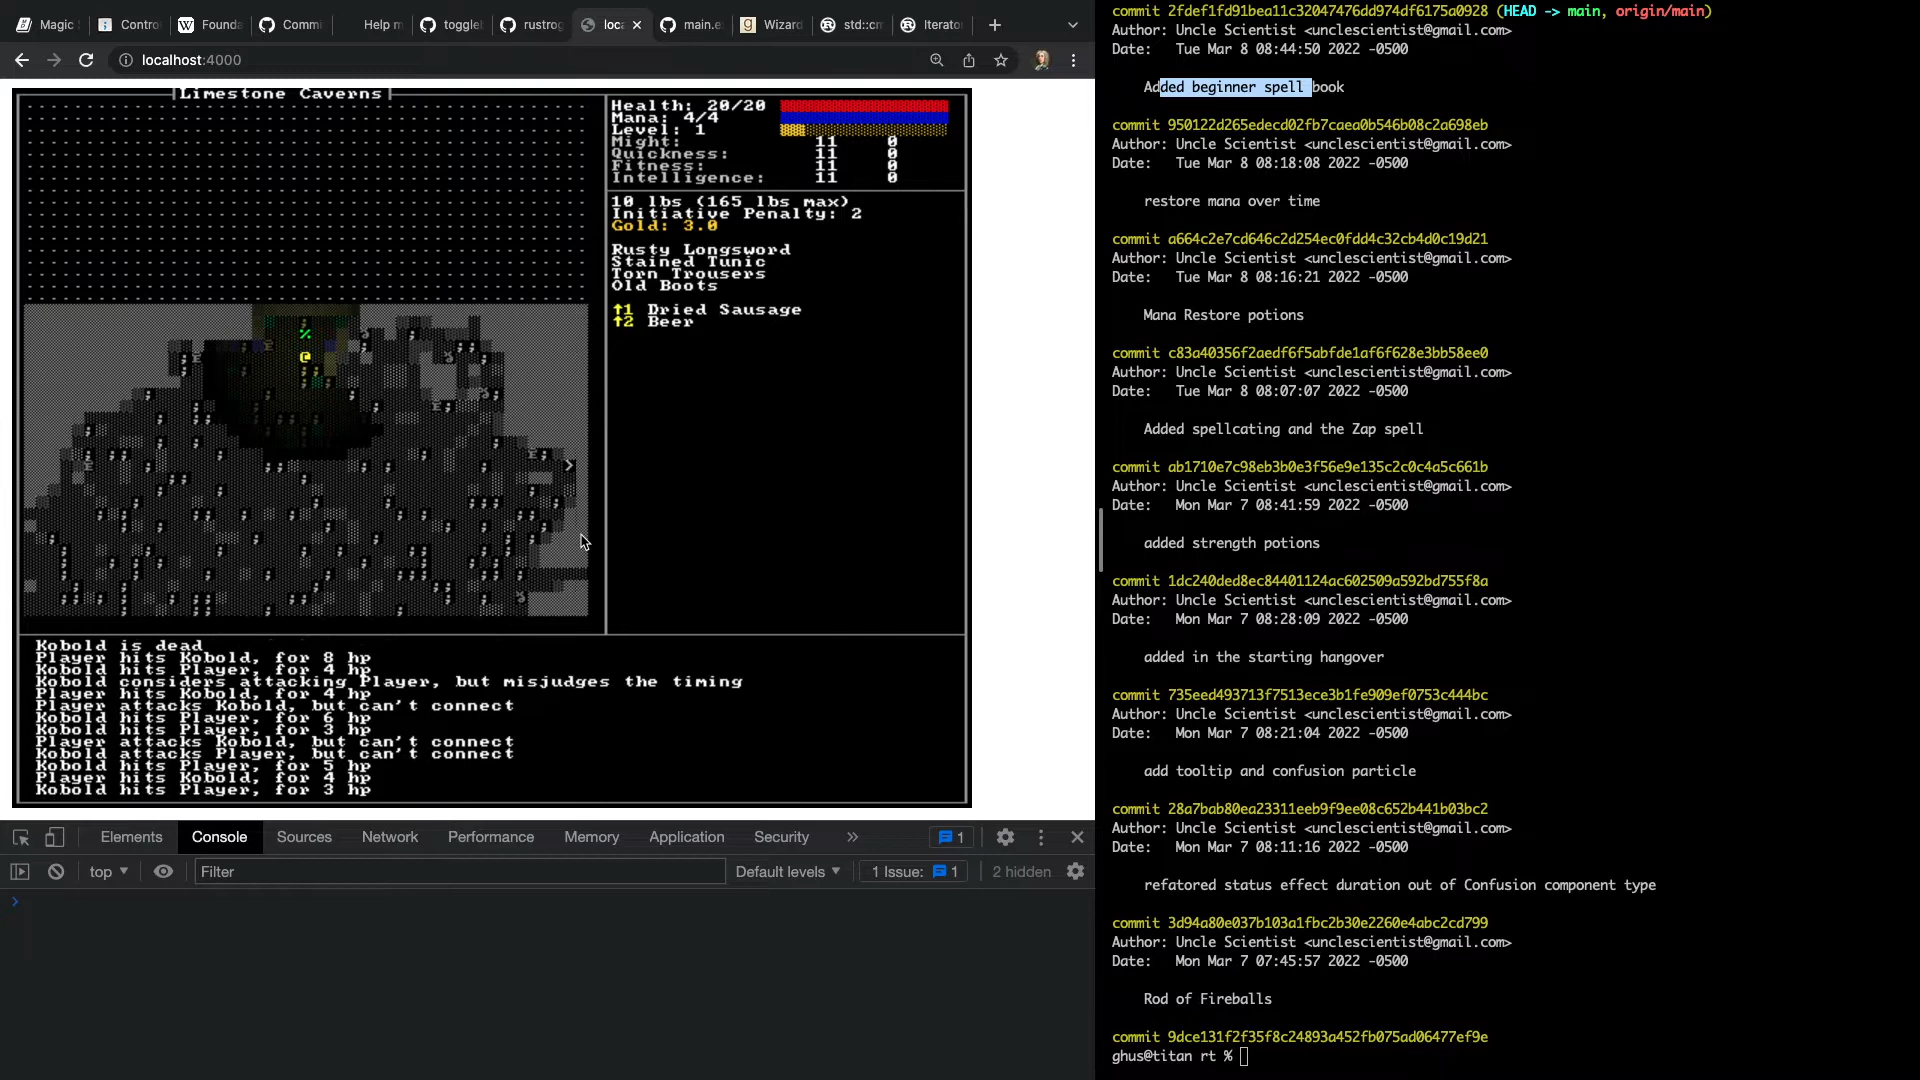 Magic
Contro
Founda
Commi
Help m
toggle
rustrog
loca
main.e
Wizard
std::cm
Iterator
localhost:4000
Limestone Caverns
Health: 20/20
Mana: 4/4
Level: 1
Might: 11 0
Quickness: 11 0
Fitness: 11 0
Intelligence: 11 0
10 lbs (165 lbs max)
Initiative Penalty: 2
Gold: 3.0
Rusty Longsword
Stained Tunic
Torn Trousers
Old Boots
↑1 Dried Sausage
↑2 Beer
Kobold is dead
Player hits Kobold, for 8 hp
Kobold hits Player, for 4 hp
Kobold considers attacking Player, but misjudges the timing
Player hits Kobold, for 4 hp
Player attacks Kobold, but can't connect
Kobold hits Player, for 6 hp
Kobold hits Player, for 3 hp
Player attacks Kobold, but can't connect
Kobold attacks Player, but can't connect
Kobold hits Player, for 5 hp
Player hits Kobold, for 4 hp
Kobold hits Player, for 3 hp
Elements Console Sources Network Performance Memory Application Security » 1
top Filter Default levels 1 Issue: 1 2 hidden
commit 2fdef1fd91bea11c32047476dd974df6175a0928 (HEAD -> main, origin/main)
Author: Uncle Scientist <unclescientist@gmail.com>
Date: Tue Mar 8 08:44:50 2022 -0500
Added beginner spell book
commit 950122d265edecd02fb7caea0b546b08c2a698eb
Author: Uncle Scientist <unclescientist@gmail.com>
Date: Tue Mar 8 08:18:08 2022 -0500
restore mana over time
commit a664c2e7cd646c2d254ec0fdd4c32cb4d0c19d21
Author: Uncle Scientist <unclescientist@gmail.com>
Date: Tue Mar 8 08:16:21 2022 -0500
Mana Restore potions
commit c83a40356f2aedf6f5abfde1af6f628e3bb58ee0
Author: Uncle Scientist <unclescientist@gmail.com>
Date: Tue Mar 8 08:07:07 2022 -0500
Added spellcating and the Zap spell
commit ab1710e7c98eb3b0e3f56e9e135c2c0c4a5c661b
Author: Uncle Scientist <unclescientist@gmail.com>
Date: Mon Mar 7 08:41:59 2022 -0500
added strength potions
commit 1dc240ded8ec84401124ac602509a592bd755f8a
Author: Uncle Scientist <unclescientist@gmail.com>
Date: Mon Mar 7 08:28:09 2022 -0500
added in the starting hangover
commit 735eed493713f7513ece3b1fe909ef0753c444bc
Author: Uncle Scientist <unclescientist@gmail.com>
Date: Mon Mar 7 08:21:04 2022 -0500
add tooltip and confusion particle
commit 28a7bab80ea23311eeb9f9ee08c652b441b03bc2
Author: Uncle Scientist <unclescientist@gmail.com>
Date: Mon Mar 7 08:11:16 2022 -0500
refatored status effect duration out of Confusion component type
commit 3d94a80e037b103a1fbc2b30e2260e4abc2cd799
Author: Uncle Scientist <unclescientist@gmail.com>
Date: Mon Mar 7 07:45:57 2022 -0500
Rod of Fireballs
commit 9dce131f2f35f8c24893a452fb075ad06477ef9e
ghus@titan rt %